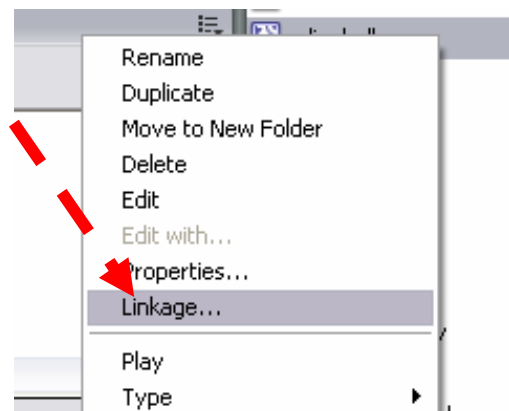 Rename
Duplicate
Move to New Folder
Delete
Edit
Edit with...
Properties...
Linkage...
Play
Type